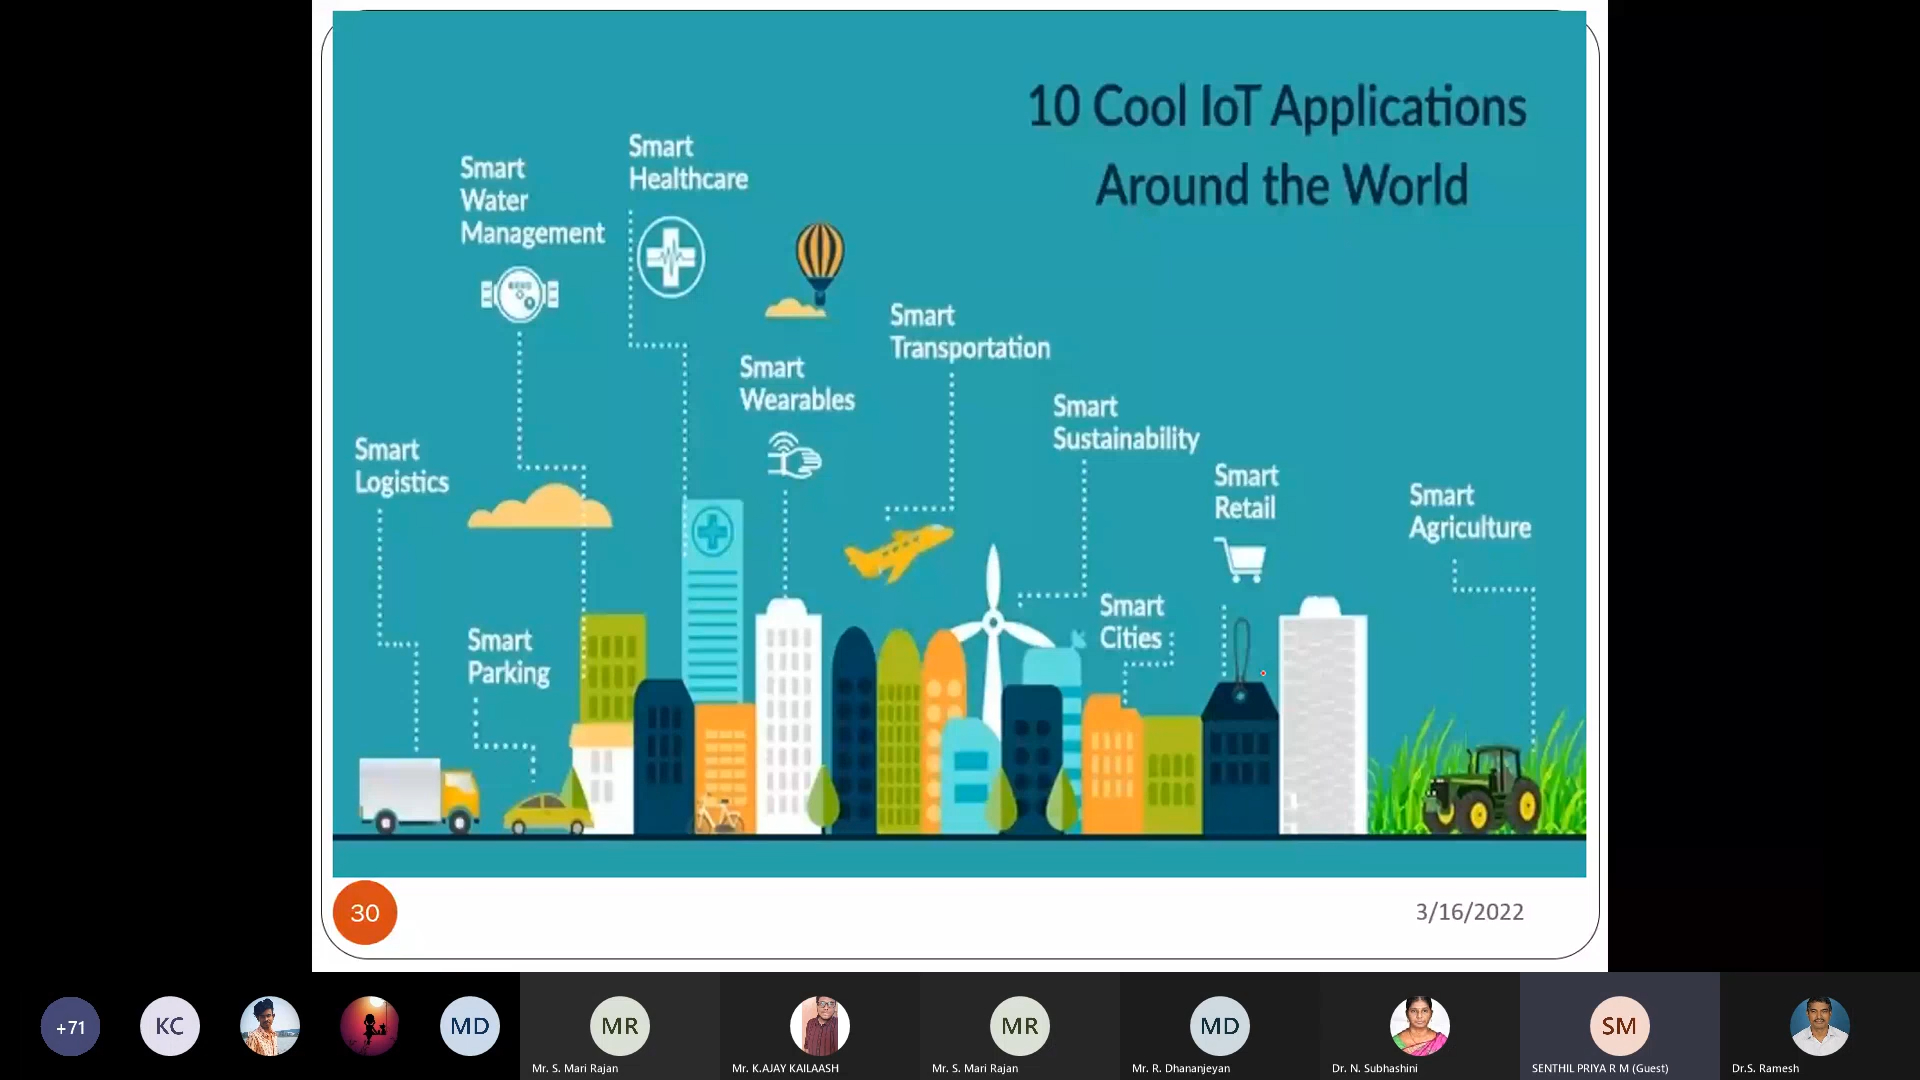 10 Cool IoT Applications
Around the World
Smart
Healthcare
Smart
Water
Management
Smart
Transportation
Smart
Wearables
Smart
Sustainability
Smart
Logistics
Smart
Retail
Smart
Agriculture
Smart
Cities
Smart
Parking
30
3/16/2022
+71
KC
MD
MR
MR
MD
SM
Mr. S. Mari Rajan
Mr. K.AJAY KAILAASH
Mr. S. Mari Rajan
Mr. R. Dhananjeyan
Dr. N. Subhashini
SENTHIL PRIYA R M (Guest)
Dr.S. Ramesh